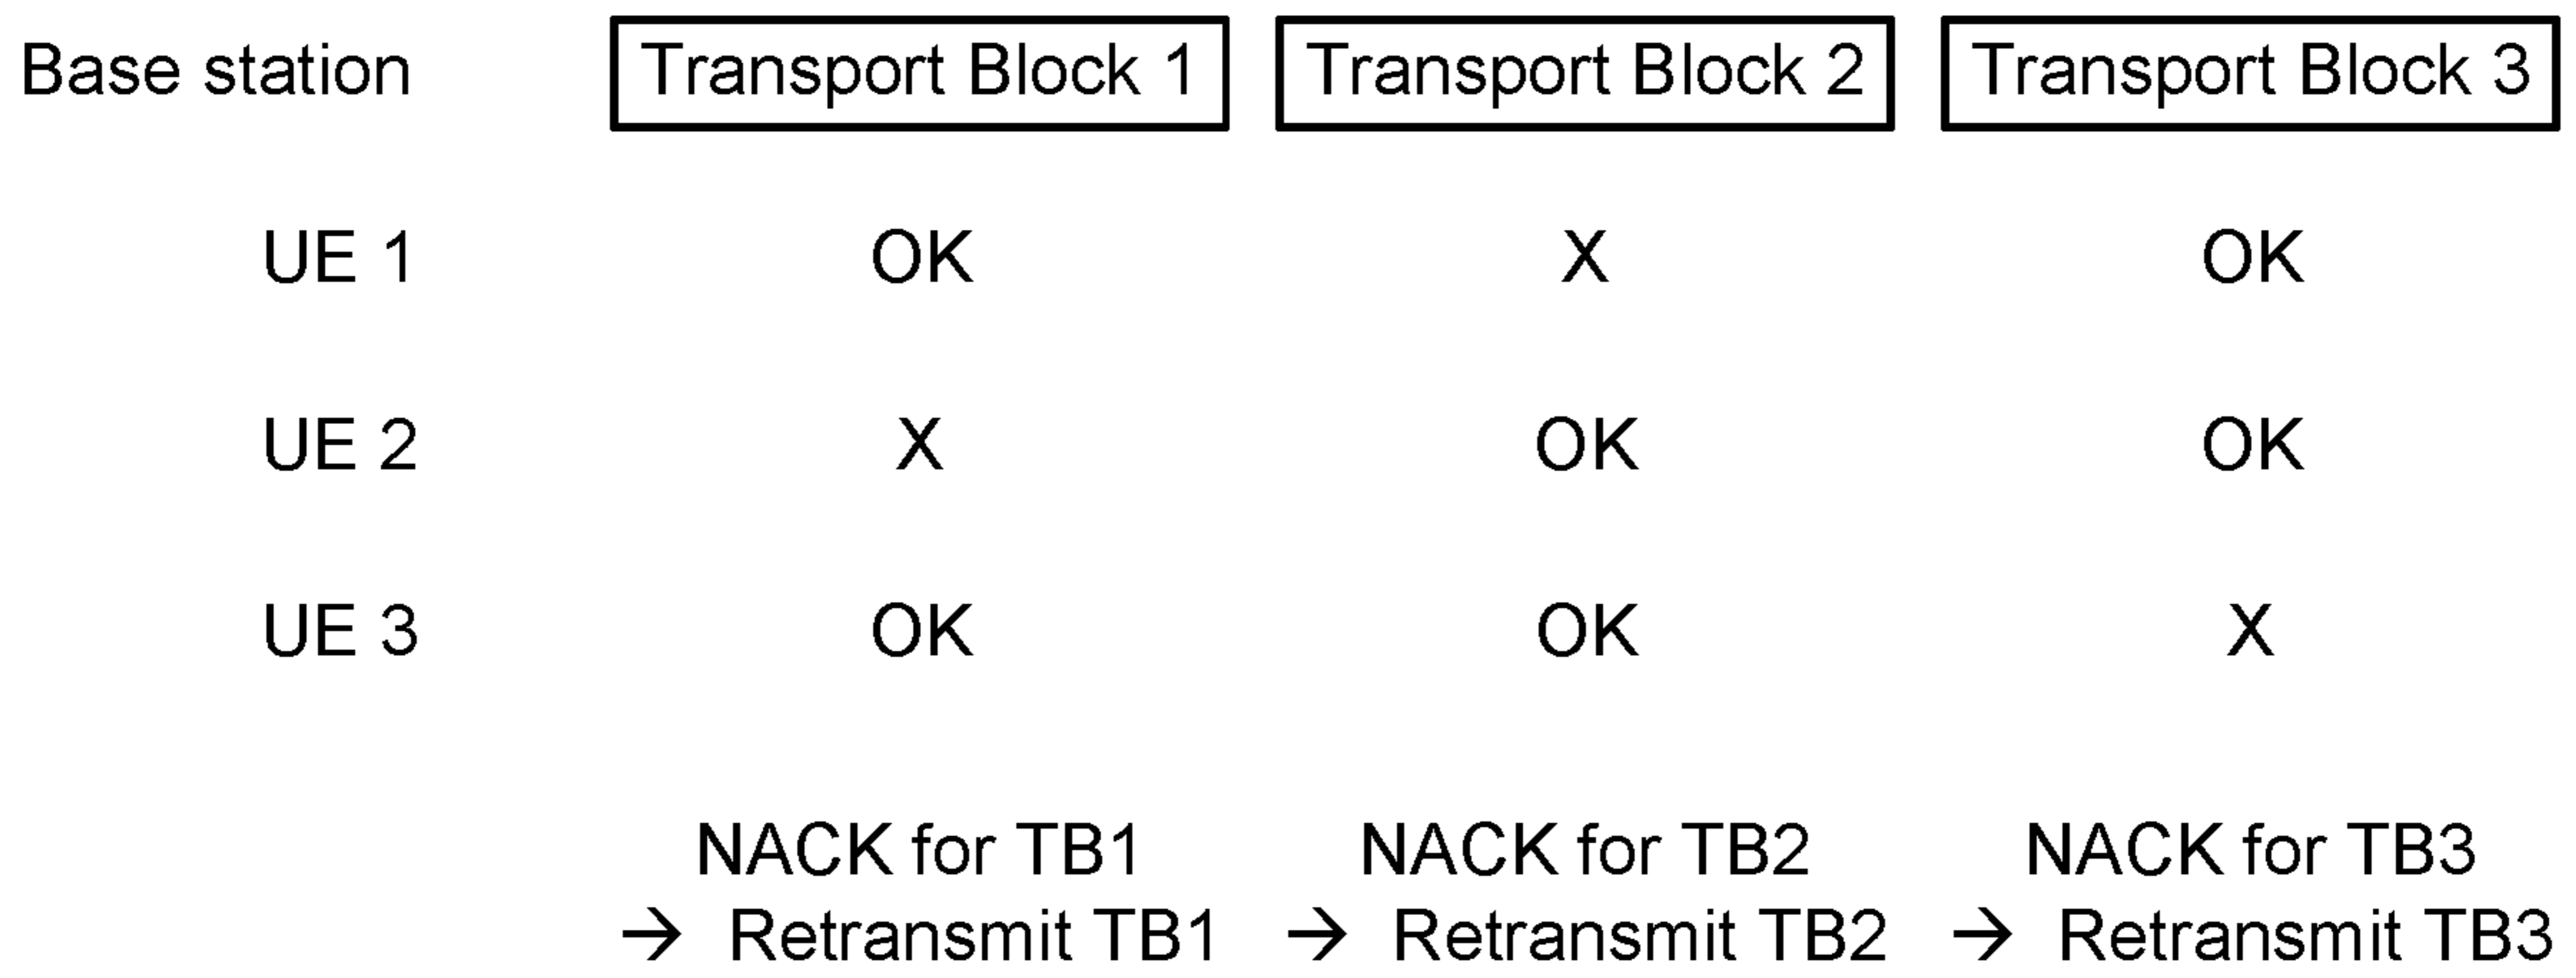 Base station Transport Block 1 Transport Block 2 Transport Block 3
UE 1 OK X OK
UE 2 X OK OK
UE 3 OK OK X
NACK for TB1 NACK for TB2 NACK for TB3
→ Retransmit TB1 → Retransmit TB2 → Retransmit TB3